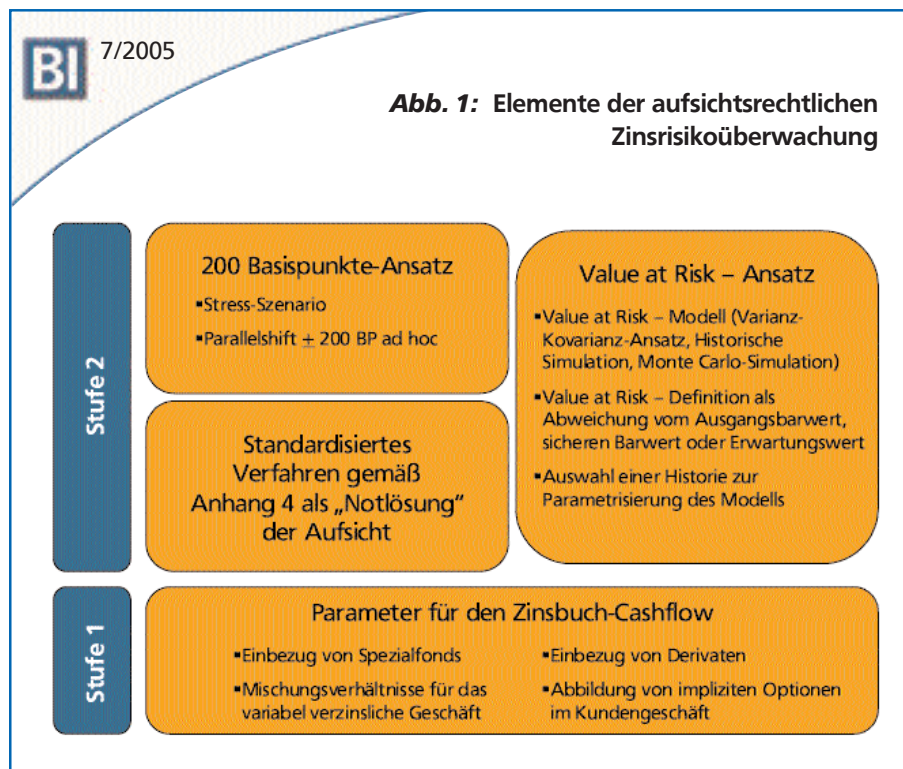 BI 7/2005
Abb. 1: Elemente der aufsichtsrechtlichen
Zinsrisikoüberwachung
Stufe 2
200 Basispunkte-Ansatz
▪Stress-Szenario
▪Parallelshift ± 200 BP ad hoc
Standardisiertes
Verfahren gemäß
Anhang 4 als „Notlösung“
der Aufsicht
Value at Risk – Ansatz
▪Value at Risk – Modell (Varianz-
Kovarianz-Ansatz, Historische
Simulation, Monte Carlo-Simulation)
▪Value at Risk – Definition als
Abweichung vom Ausgangsbarwert,
sicheren Barwert oder Erwartungswert
▪Auswahl einer Historie zur
Parametrisierung des Modells
Stufe 1
Parameter für den Zinsbuch-Cashflow
▪Einbezug von Spezialfonds
▪Mischungsverhältnisse für das
variabel verzinsliche Geschäft
▪Einbezug von Derivaten
▪Abbildung von impliziten Optionen
im Kundengeschäft